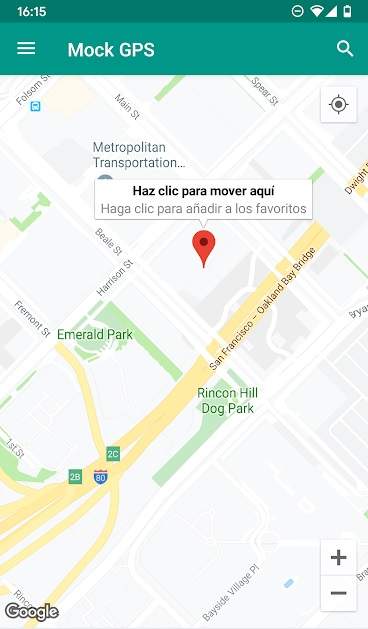 16:15
Mock GPS
Folsom St
Main St
Spear St
Metropolitan
Transportation...
Dwight
Haz clic para mover aquí
Haga clic para añadir a los favoritos
Beale St
Harrison St
San Francisco – Oakland Bay Bridge
Fremont St
Emerald Park
Rincon Hill
Dog Park
1st St
2C
2B
80
Bayside Village Pl
Google